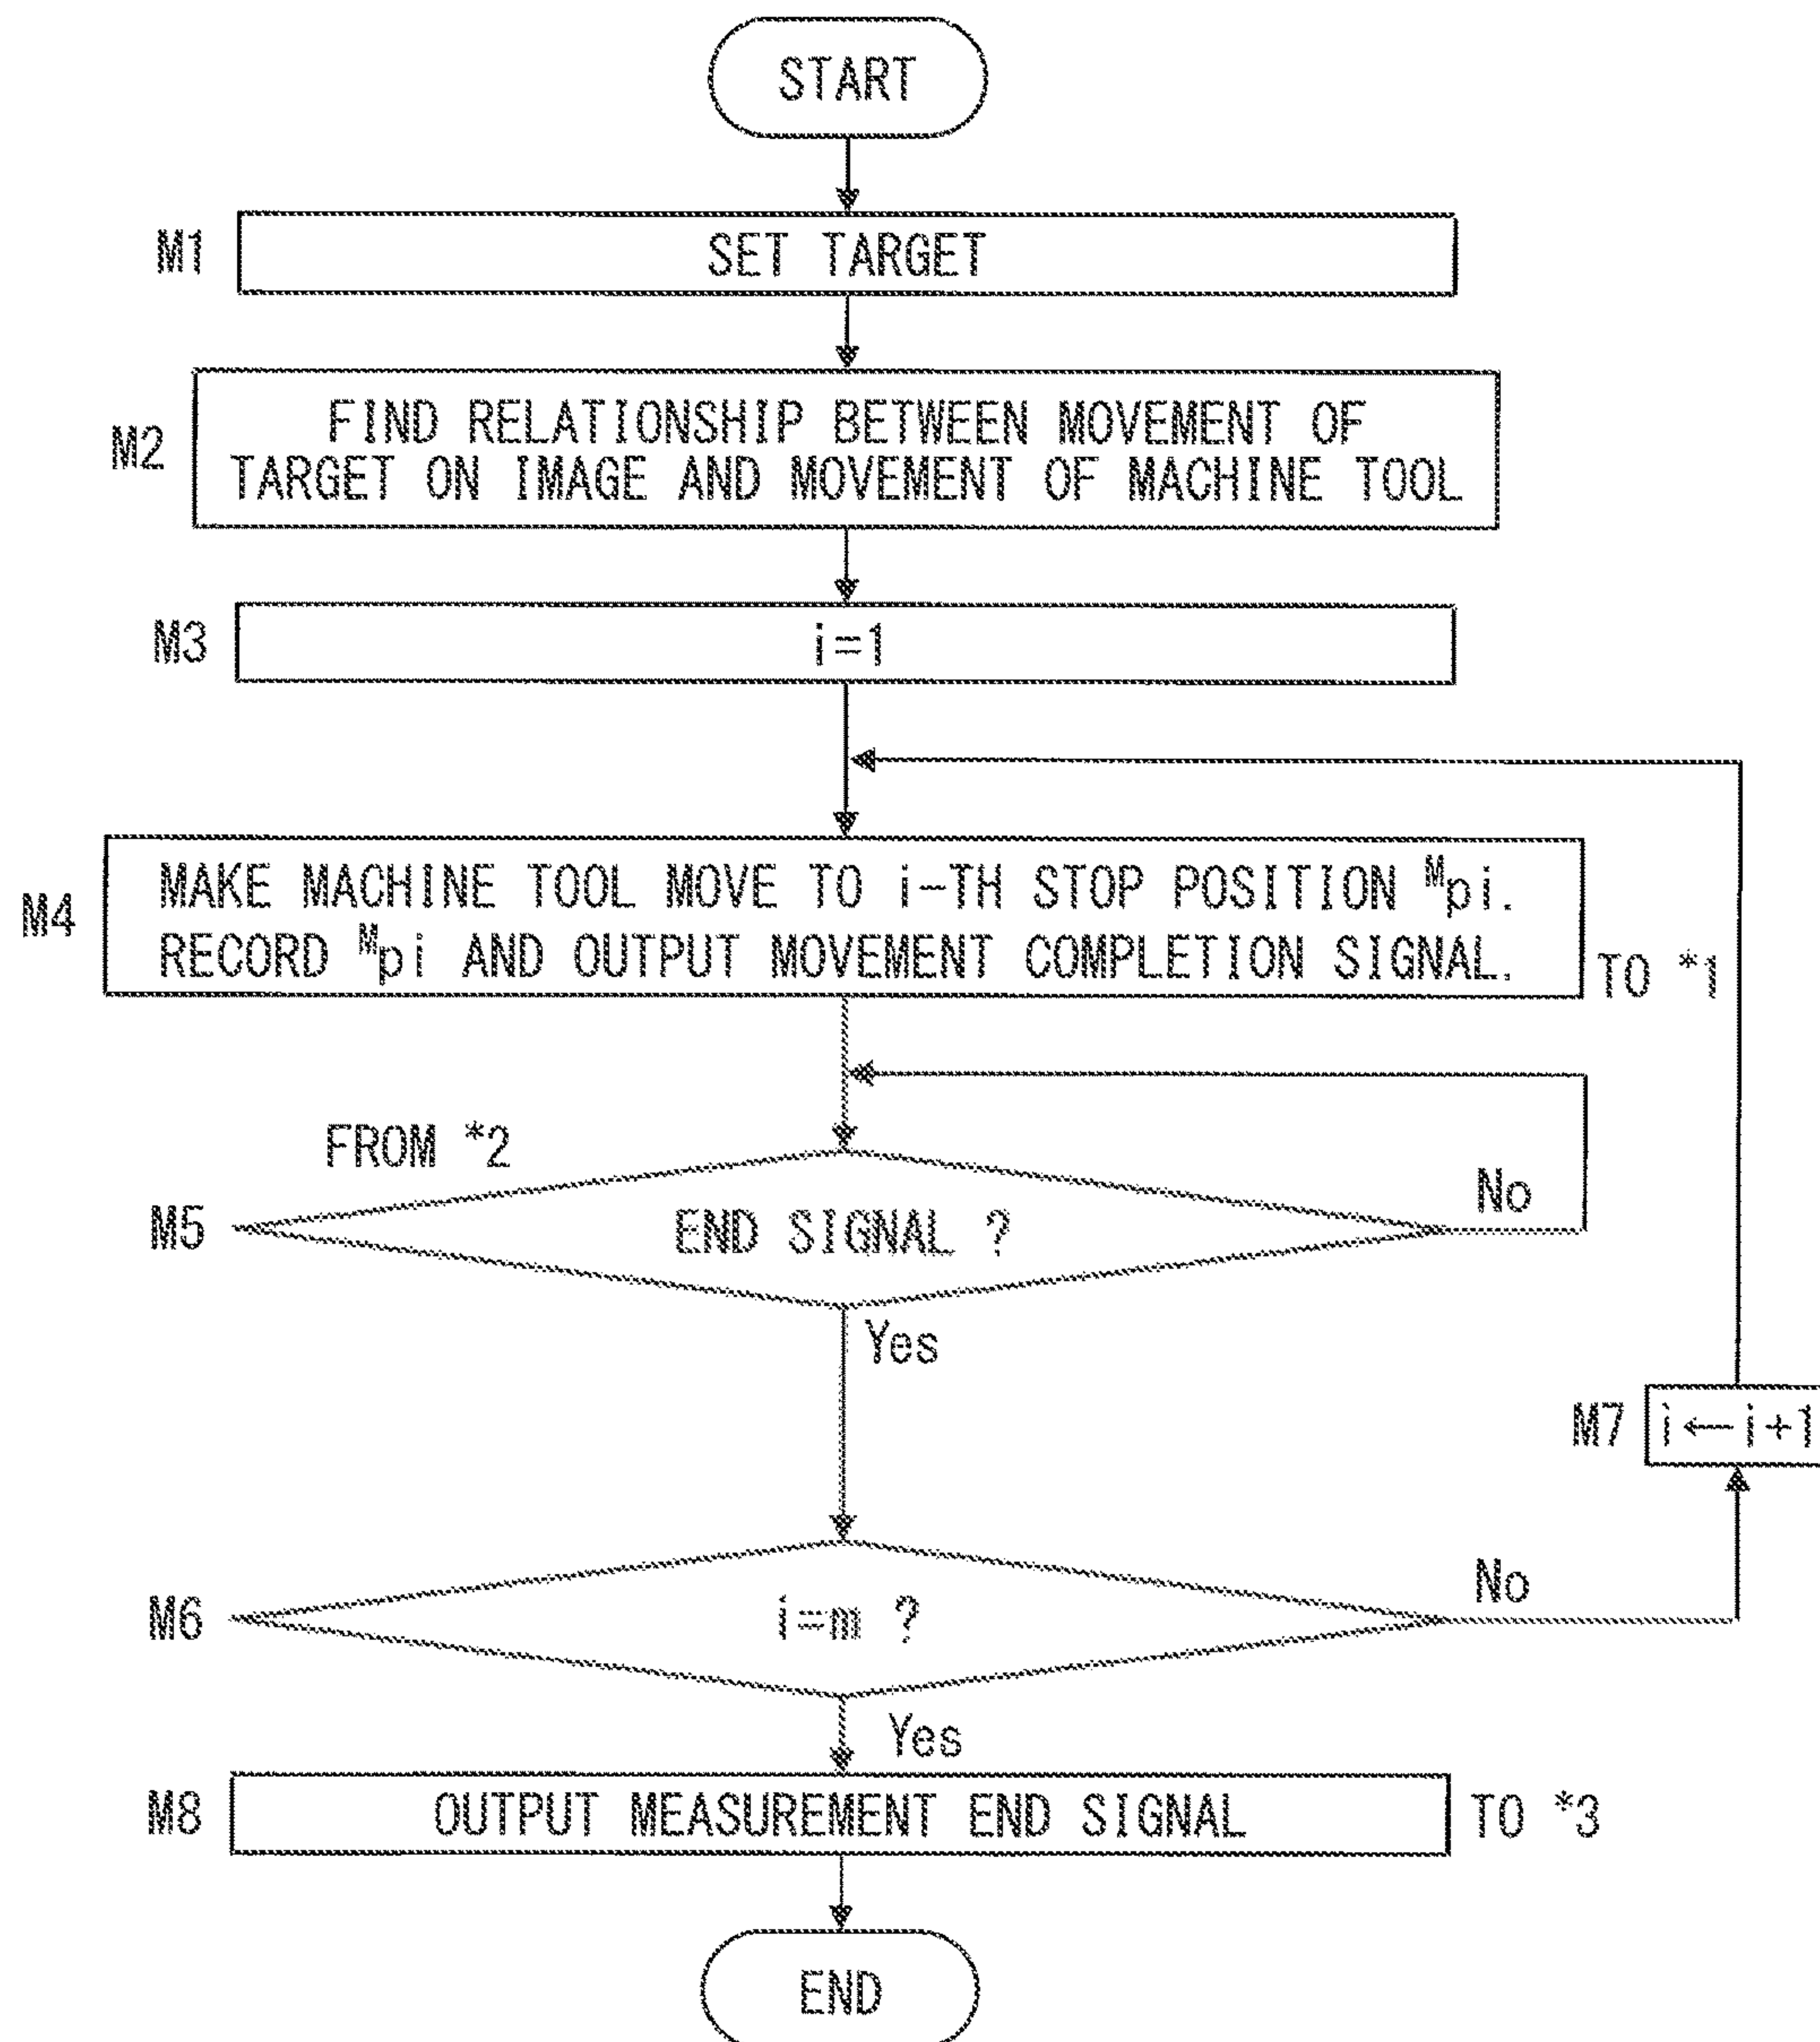 START
M1
SET TARGET
M2
FIND RELATIONSHIP BETWEEN MOVEMENT OF
TARGET ON IMAGE AND MOVEMENT OF MACHINE TOOL
M3
i=1
M4
MAKE MACHINE TOOL MOVE TO i-TH STOP POSITION ᴹpi.
RECORD ᴹpi AND OUTPUT MOVEMENT COMPLETION SIGNAL.
TO *1
FROM *2
M5
END SIGNAL ?
No
Yes
M7
i←i+1
M6
i=m ?
No
Yes
M8
OUTPUT MEASUREMENT END SIGNAL
TO *3
END